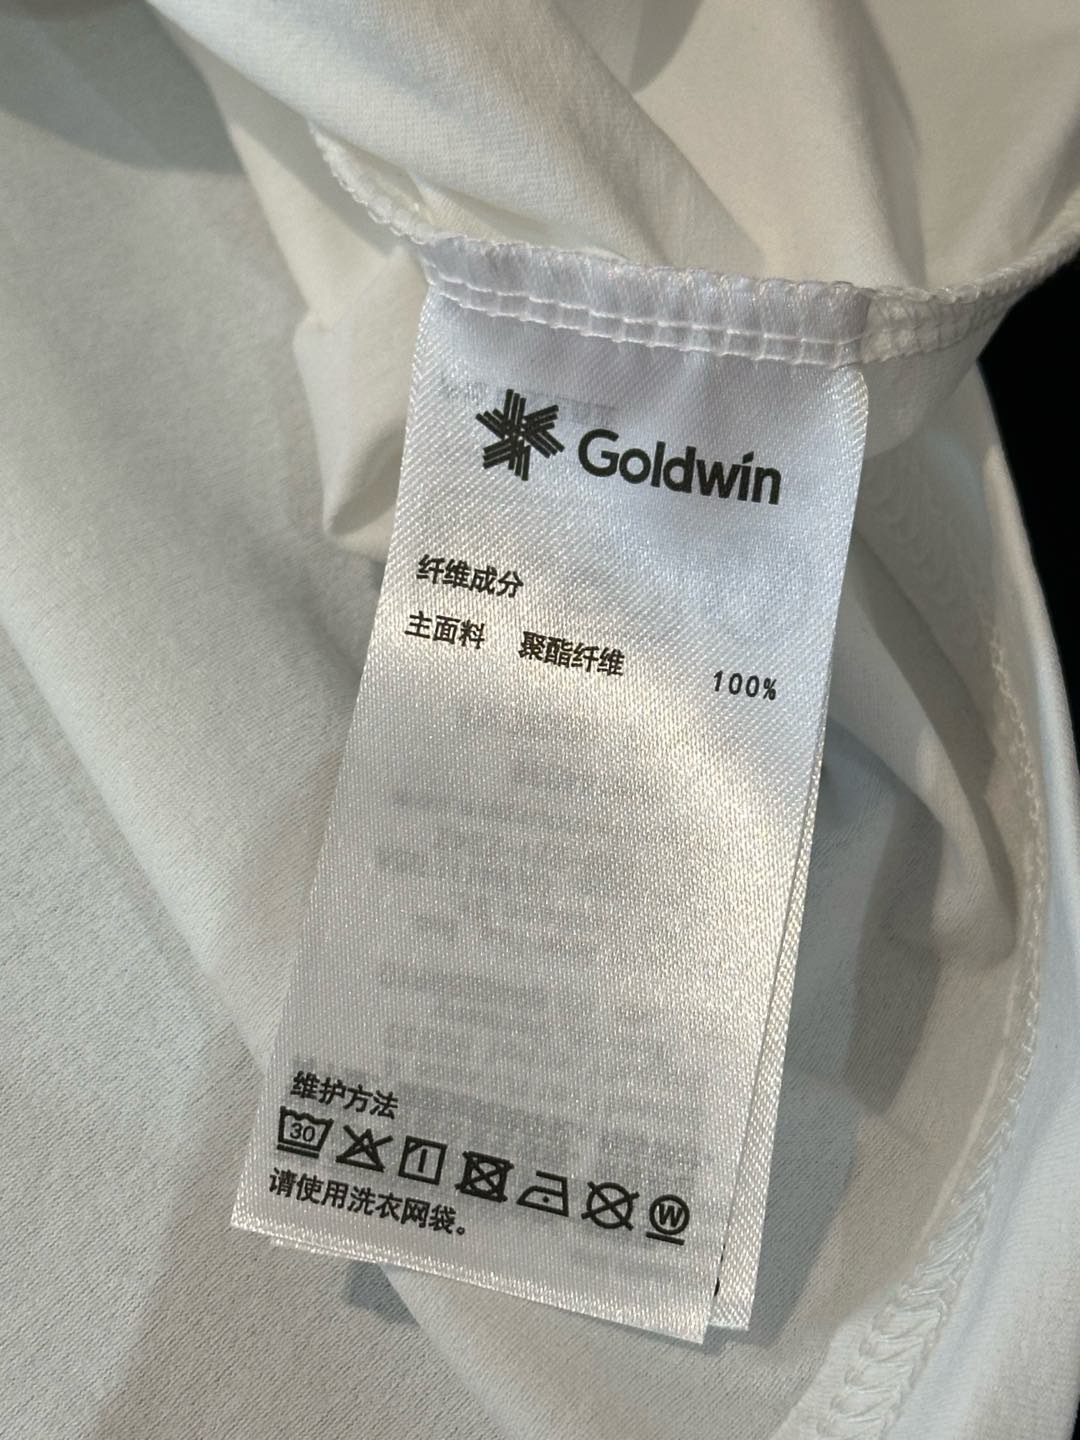 Goldwin
纤维成分
主面料 聚酯纤维 100%
维护方法
30
W
请使用洗衣网袋。